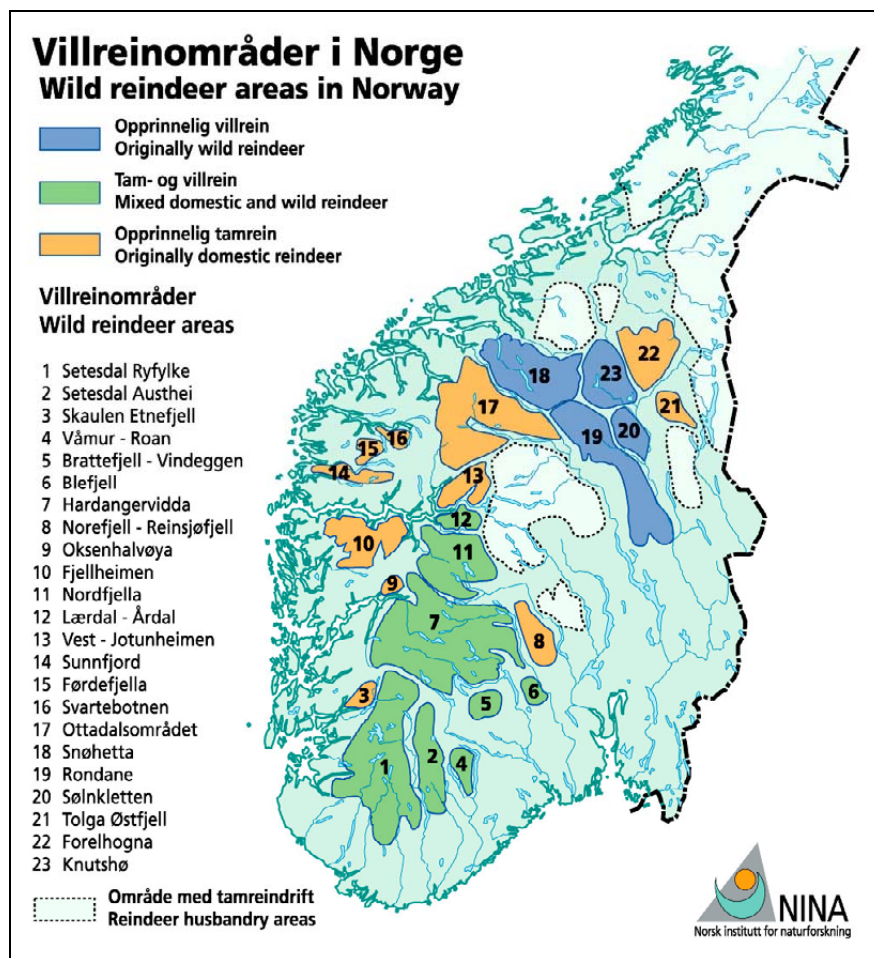 Villreinområder i Norge
Wild reindeer areas in Norway
Opprinnelig villrein
Originally wild reindeer
Tam- og villrein
Mixed domestic and wild reindeer
Opprinnelig tamrein
Originally domestic reindeer
Villreinområder
Wild reindeer areas
1 Setesdal Ryfylke
2 Setesdal Austhei
3 Skaulen Etnefjell
4 Våmur - Roan
5 Brattefjell - Vindeggen
6 Blefjell
7 Hardangervidda
8 Norefjell - Reinsjøfjell
9 Oksenhalvøya
10 Fjellheimen
11 Nordfjella
12 Lærdal - Årdal
13 Vest - Jotunheimen
14 Sunnfjord
15 Førdefjella
16 Svartebotnen
17 Ottadalsområdet
18 Snøhetta
19 Rondane
20 Sølnkletten
21 Tolga Østfjell
22 Forelhogna
23 Knutshø
Område med tamreindrift
Reindeer husbandry areas
22
18
23
17
21
16
19
20
15
14
13
12
10
11
9
7
8
6
3
5
2
4
1
NINA
Norsk institutt for naturforskning